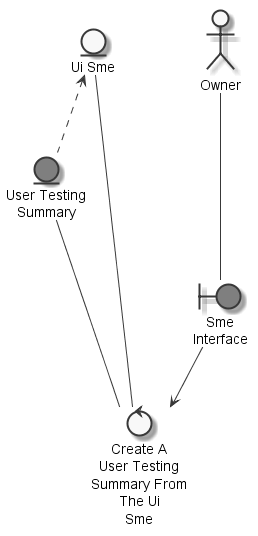 Ui Sme
Owner
User Testing
Summary
Sme
Interface
Create A
User Testing
Summary From
The Ui
Sme